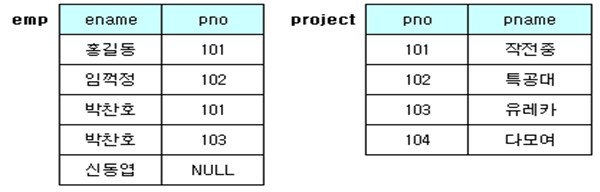 emp ename pno project pno pname
홍길동 101 101 작전중
임꺽정 102 102 특공대
박찬호 101 103 유레카
박찬호 103 104 다모여
신동엽 NULL